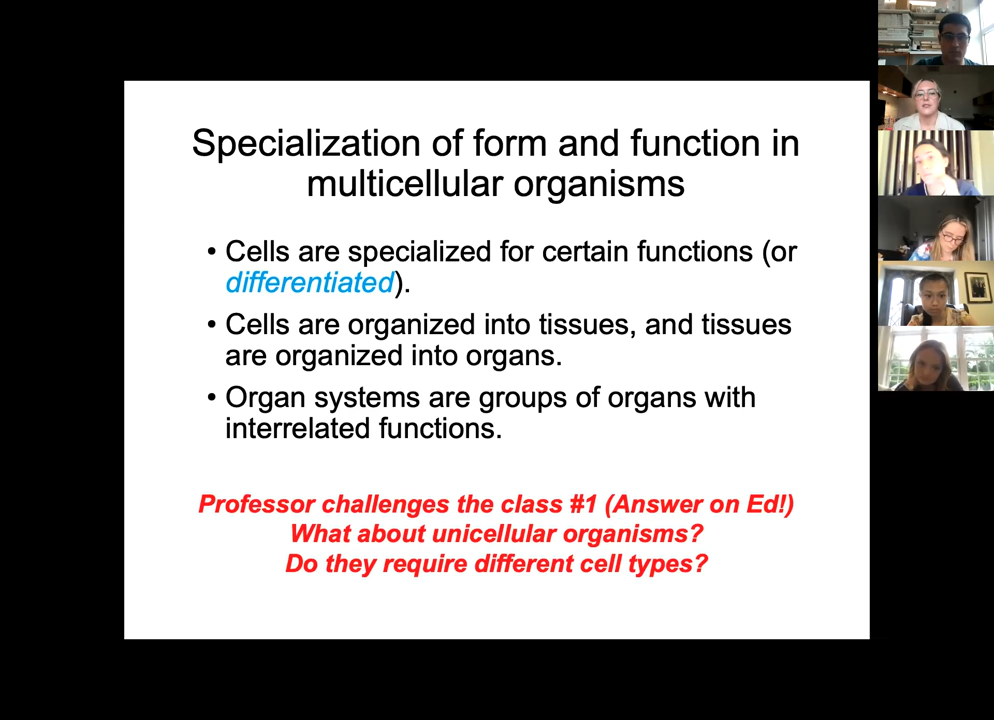 Specialization of form and function in
multicellular organisms
• Cells are specialized for certain functions (or
differentiated).
• Cells are organized into tissues, and tissues
are organized into organs.
• Organ systems are groups of organs with
interrelated functions.
Professor challenges the class #1 (Answer on Ed!)
What about unicellular organisms?
Do they require different cell types?